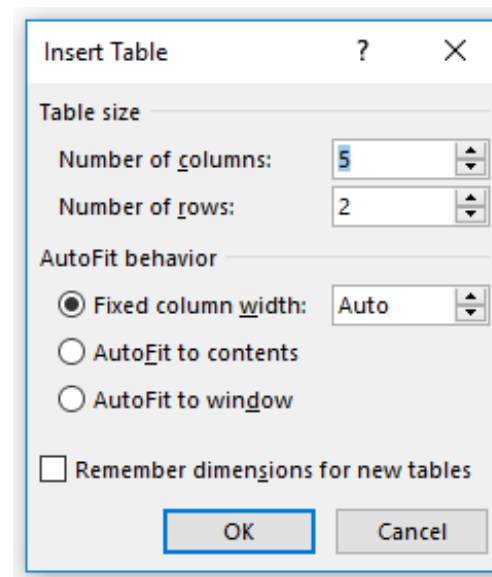 Insert Table ?
Table size
Number of columns: 5
Number of rows: 2
AutoFit behavior
Fixed column width: Auto
AutoFit to contents
AutoFit to window
Remember dimensions for new tables
OK Cancel